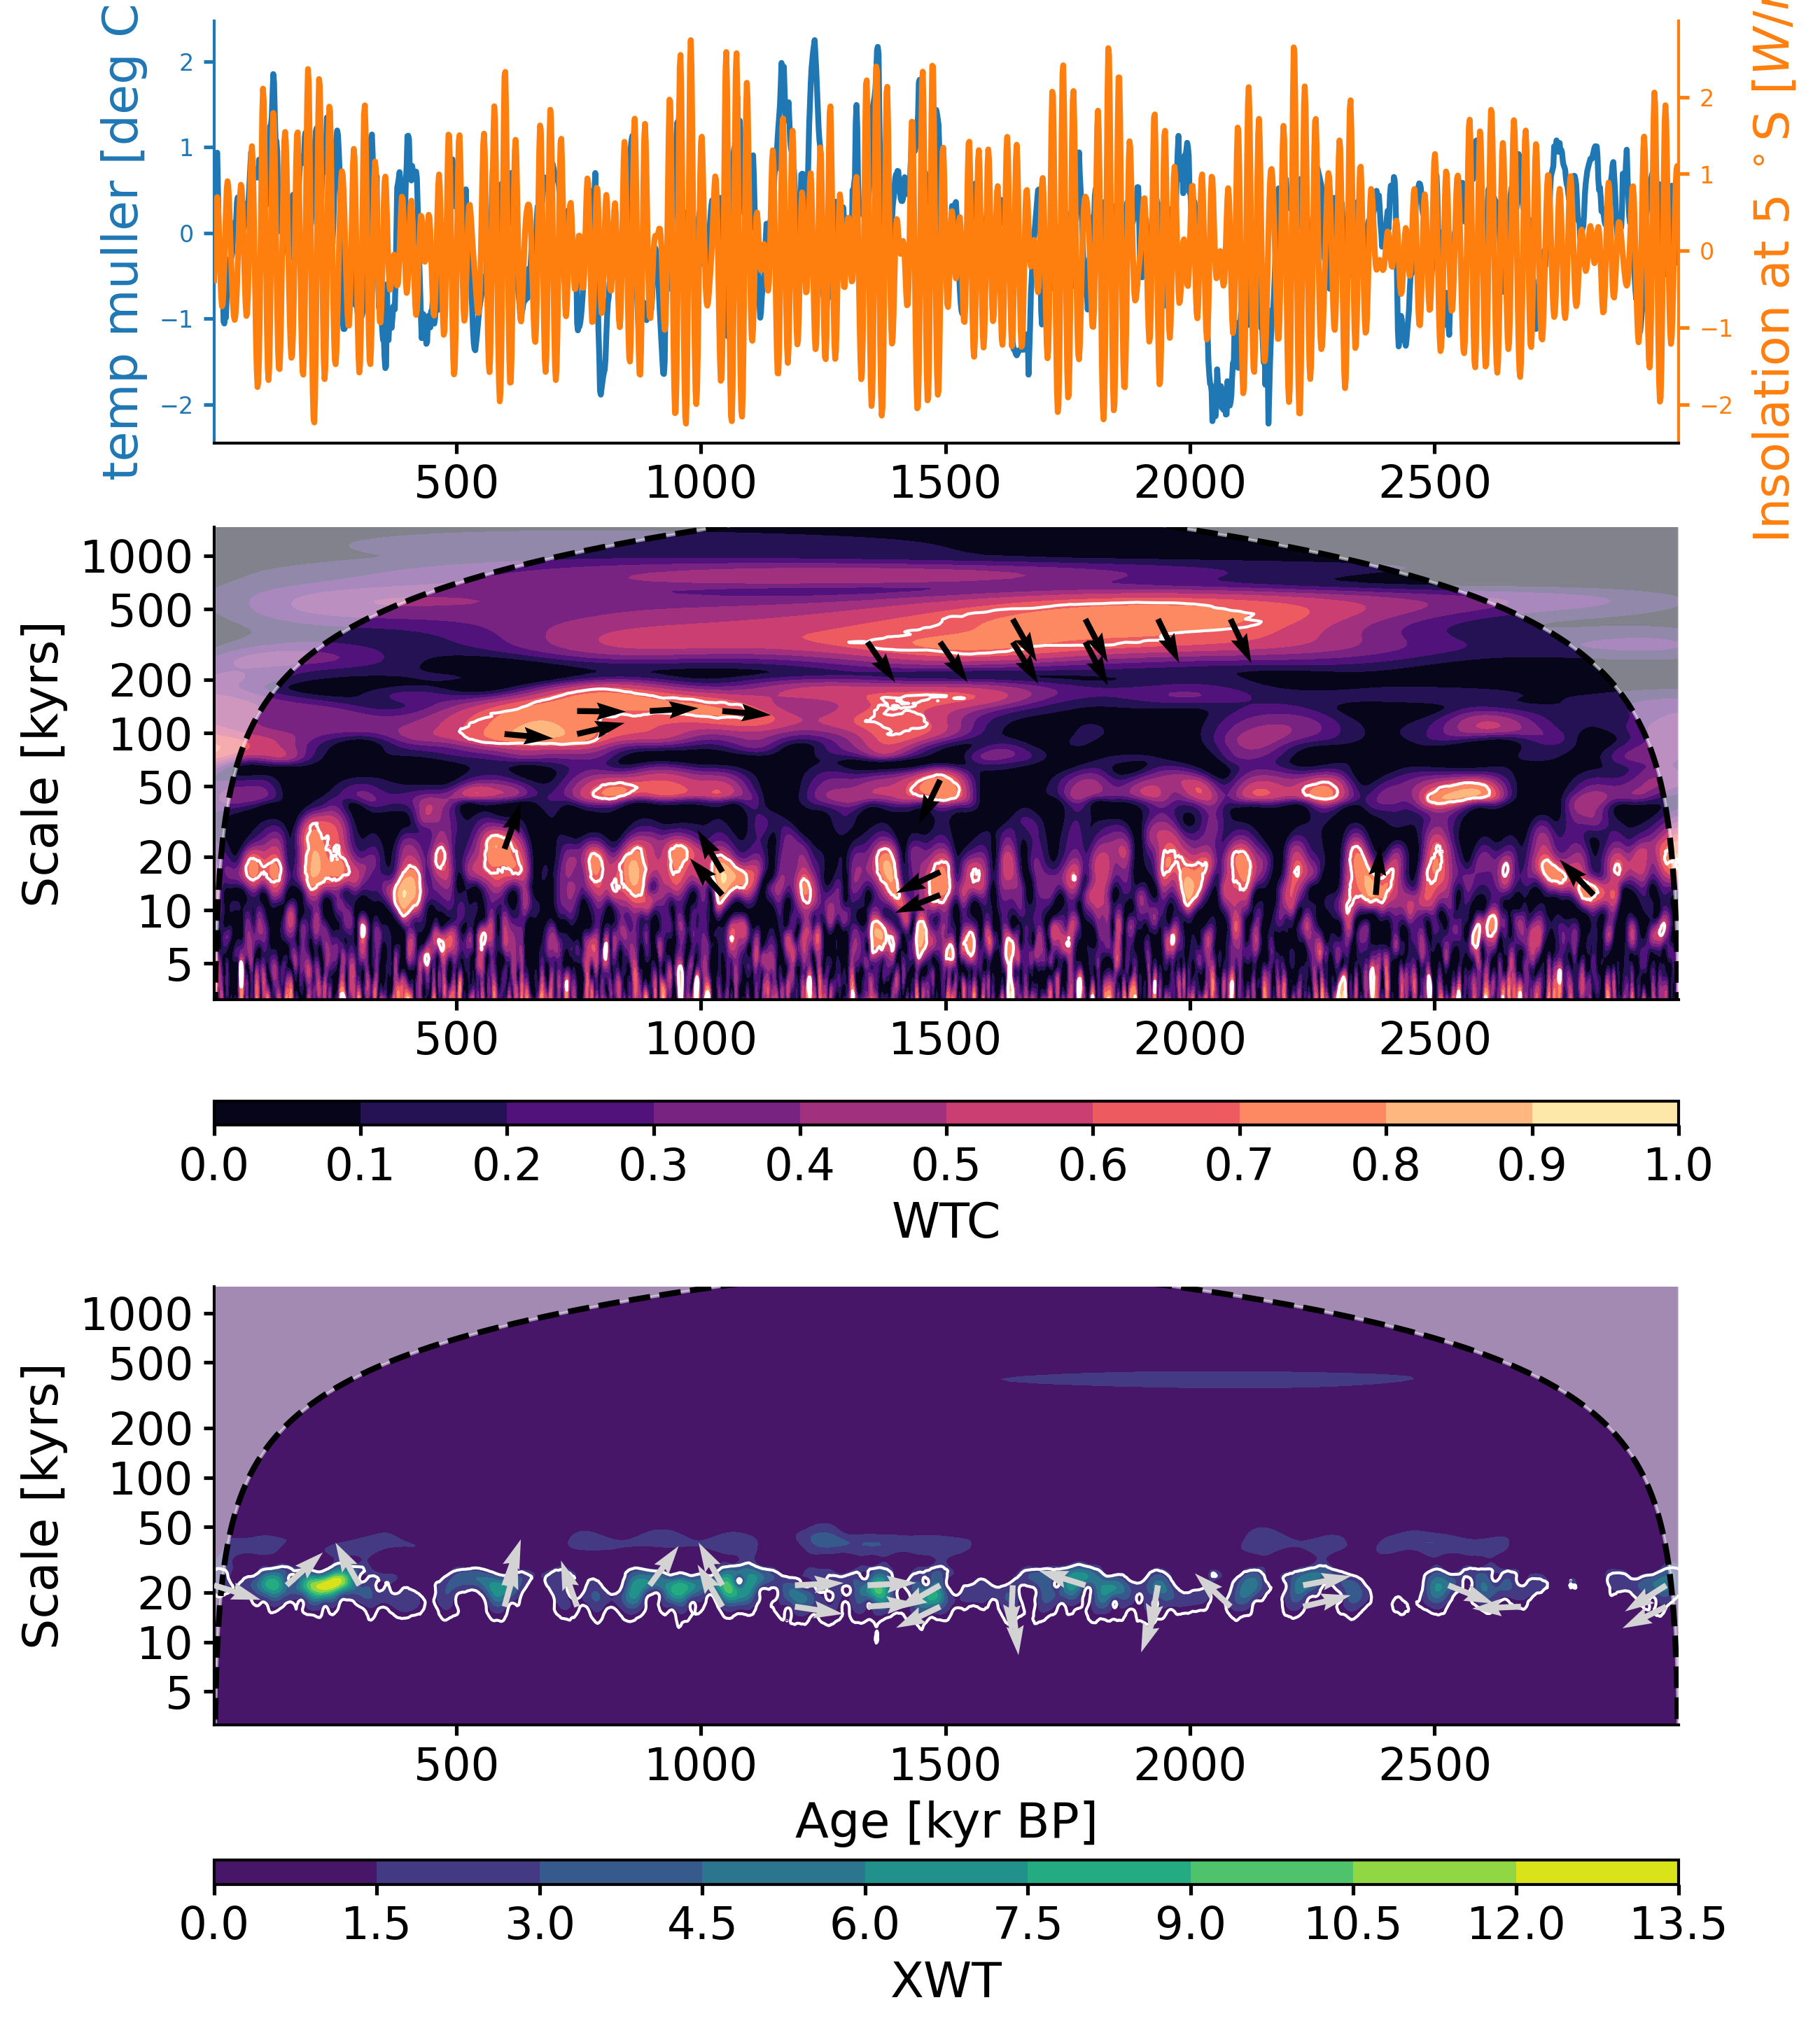 temp muller [deg C
2
1
0
−1
−2
Insolation at 5 ° S [W/
2
1
0
−1
−2
500 1000 1500 2000 2500
Scale [kyrs]
1000
500
200
100
50
20
10
5
500 1000 1500 2000 2500
0.0 0.1 0.2 0.3 0.4 0.5 0.6 0.7 0.8 0.9 1.0
WTC
Scale [kyrs]
1000
500
200
100
50
20
10
5
500 1000 1500 2000 2500
Age [kyr BP]
0.0 1.5 3.0 4.5 6.0 7.5 9.0 10.5 12.0 13.5
XWT